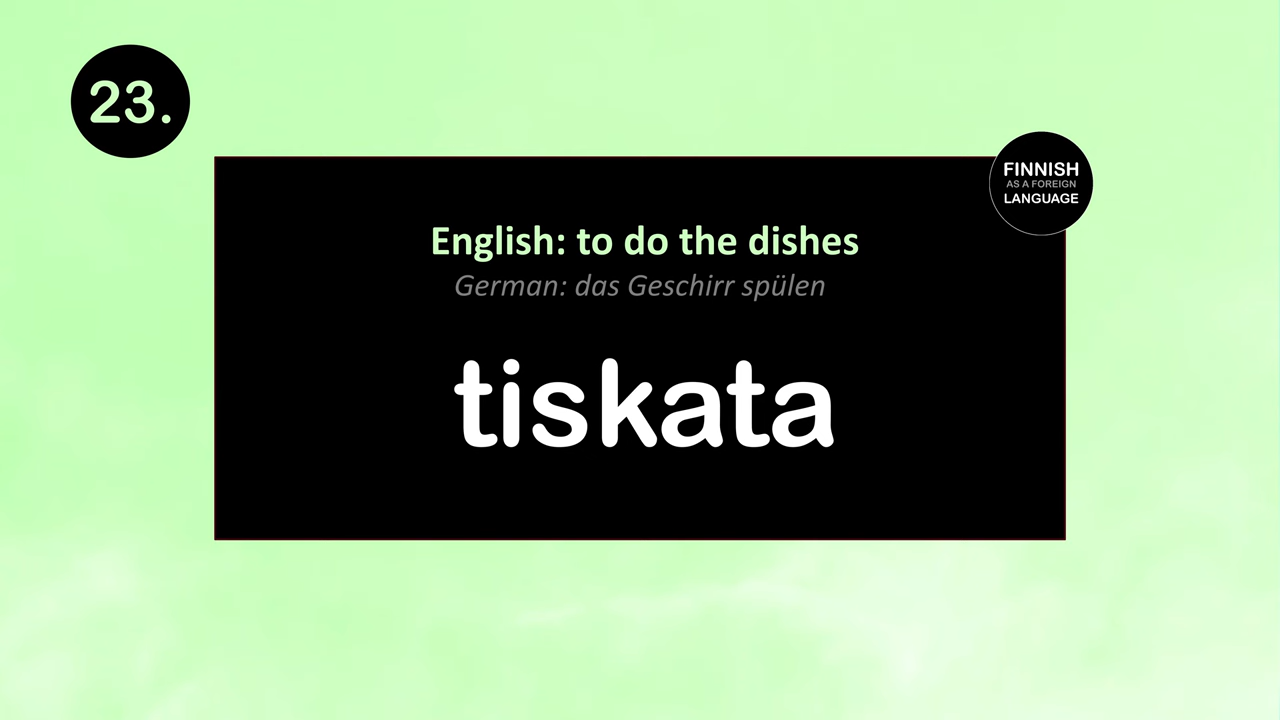 23.
FINNISH
AS A FOREIGN
LANGUAGE
English: to do the dishes
German: das Geschirr spülen
tiskata